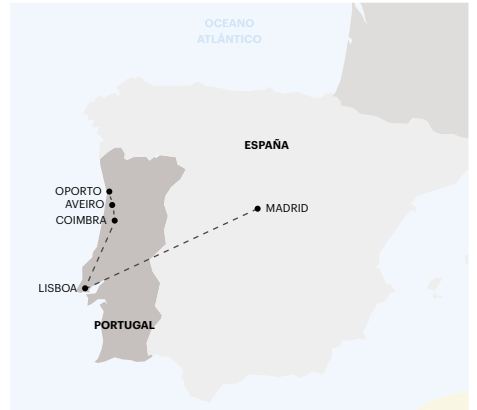 OCEANO
ATLÁNTICO
ESPAÑA
OPORTO
AVEIRO
COIMBRA
MADRID
LISBOA
PORTUGAL